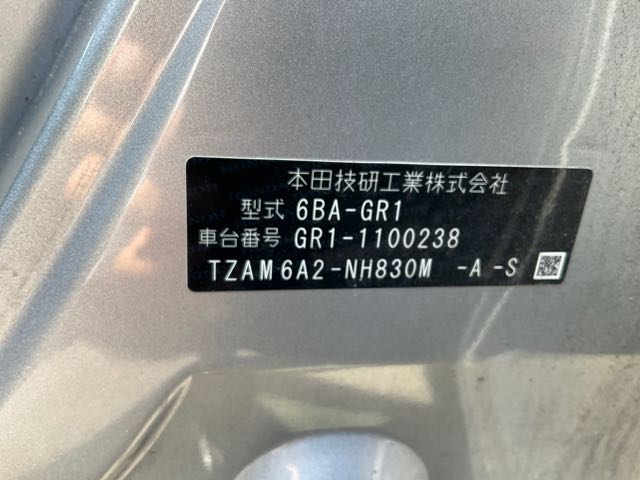 本田技研工業株式会社
型式 6BA-GR1
車台番号 GR1-1100238
TZAM6A2-NH830M -A-S